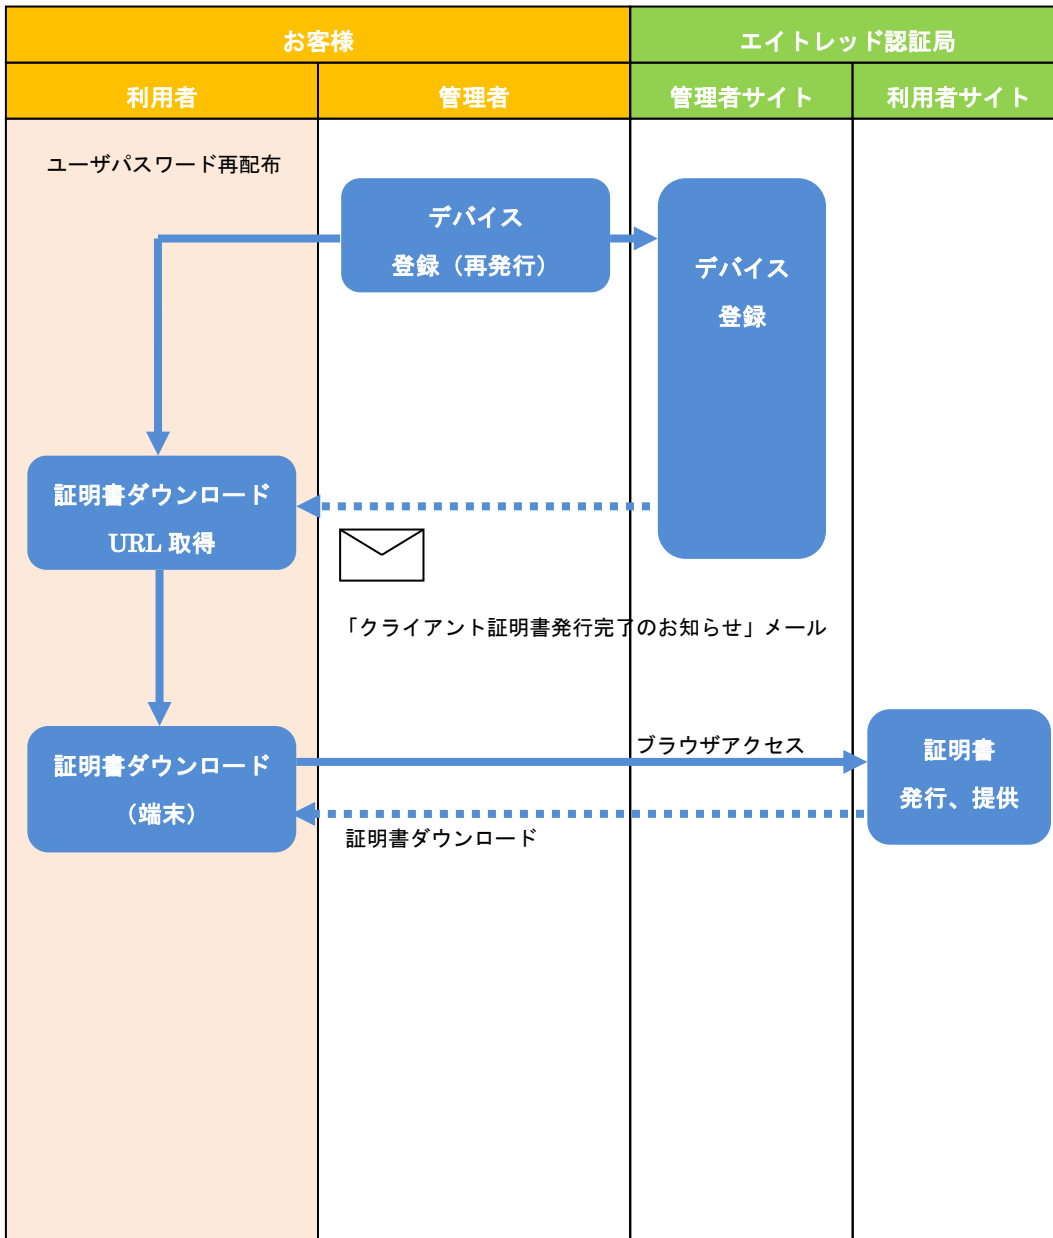 お客様
エイトレッド認証局
利用者
管理者
管理者サイト
利用者サイト
ユーザパスワード再配布
デバイス
登録（再発行）
デバイス
登録
証明書ダウンロード
URL 取得
「クライアント証明書発行完了のお知らせ」メール
証明書ダウンロード
（端末）
ブラウザアクセス
証明書
発行、提供
証明書ダウンロード